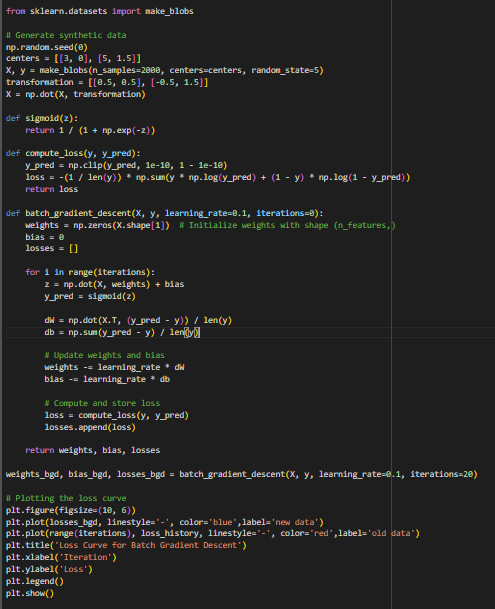 from sklearn.datasets import make_blobs
# Generate synthetic data
np.random.seed(0)
centers = [[3, 0], [5, 1.5]]
X, y = make_blobs(n_samples=2000, centers=centers, random_state=5)
transformation = [[0.5, 0.5], [-0.5, 1.5]]
X = np.dot(X, transformation)
def sigmoid(z):
    return 1 / (1 + np.exp(-z))
def compute_loss(y, y_pred):
    y_pred = np.clip(y_pred, 1e-10, 1 - 1e-10)
    loss = -(1 / len(y)) * np.sum(y * np.log(y_pred) + (1 - y) * np.log(1 - y_pred))
    return loss
def batch_gradient_descent(X, y, learning_rate=0.1, iterations=0):
    weights = np.zeros(X.shape[1])  # Initialize weights with shape (n_features,)
    bias = 0
    losses = []
    for i in range(iterations):
        z = np.dot(X, weights) + bias
        y_pred = sigmoid(z)
        dW = np.dot(X.T, (y_pred - y)) / len(y)
        db = np.sum(y_pred - y) / len(y)
        # Update weights and bias
        weights -= learning_rate * dW
        bias -= learning_rate * db
        # Compute and store loss
        loss = compute_loss(y, y_pred)
        losses.append(loss)
    return weights, bias, losses
weights_bgd, bias_bgd, losses_bgd = batch_gradient_descent(X, y, learning_rate=0.1, iterations=20)
# Plotting the loss curve
plt.figure(figsize=(10, 6))
plt.plot(losses_bgd, linestyle='-', color='blue',label='new data')
plt.plot(range(iterations), loss_history, linestyle='-', color='red',label='old data')
plt.title('Loss Curve for Batch Gradient Descent')
plt.xlabel('Iteration')
plt.ylabel('Loss')
plt.legend()
plt.show()